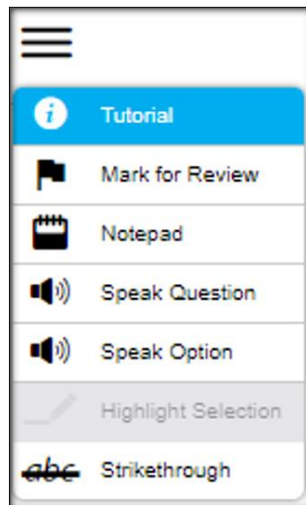 Tutorial
Mark for Review
Notepad
Speak Question
Speak Option
Highlight Selection
abc Strikethrough